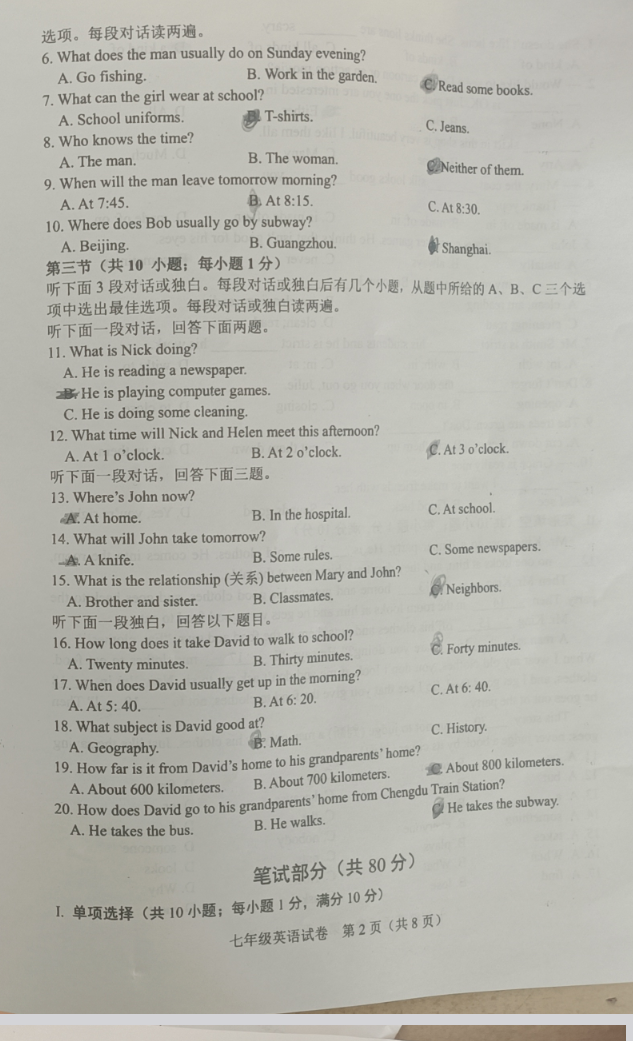 选项。每段对话读两遍。
6. What does the man usually do on Sunday evening?
A. Go fishing. B. Work in the garden. C. Read some books.
7. What can the girl wear at school?
A. School uniforms. B. T-shirts. C. Jeans.
8. Who knows the time?
A. The man. B. The woman. C. Neither of them.
9. When will the man leave tomorrow morning?
A. At 7:45. B. At 8:15. C. At 8:30.
10. Where does Bob usually go by subway?
A. Beijing. B. Guangzhou. C. Shanghai.
第三节（共 10 小题；每小题 1 分）
听下面 3 段对话或独白。每段对话或独白后有几个小题，从题中所给的 A、B、C 三个选
项中选出最佳选项。每段对话或独白读两遍。
听下面一段对话，回答下面两题。
11. What is Nick doing?
A. He is reading a newspaper.
B. He is playing computer games.
C. He is doing some cleaning.
12. What time will Nick and Helen meet this afternoon?
A. At 1 o’clock. B. At 2 o’clock. C. At 3 o’clock.
听下面一段对话，回答下面三题。
13. Where’s John now?
A. At home. B. In the hospital. C. At school.
14. What will John take tomorrow?
A. A knife. B. Some rules. C. Some newspapers.
15. What is the relationship (关系) between Mary and John?
A. Brother and sister. B. Classmates. C. Neighbors.
听下面一段独白，回答以下题目。
16. How long does it take David to walk to school?
A. Twenty minutes. B. Thirty minutes. C. Forty minutes.
17. When does David usually get up in the morning?
A. At 5: 40. B. At 6: 20. C. At 6: 40.
18. What subject is David good at?
A. Geography. B. Math. C. History.
19. How far is it from David’s home to his grandparents’ home?
A. About 600 kilometers. B. About 700 kilometers. C. About 800 kilometers.
20. How does David go to his grandparents’ home from Chengdu Train Station?
A. He takes the bus. B. He walks. C. He takes the subway.
笔试部分（共 80 分）
I. 单项选择（共 10 小题；每小题 1 分，满分 10 分）
七年级英语试卷 第 2 页（共 8 页）